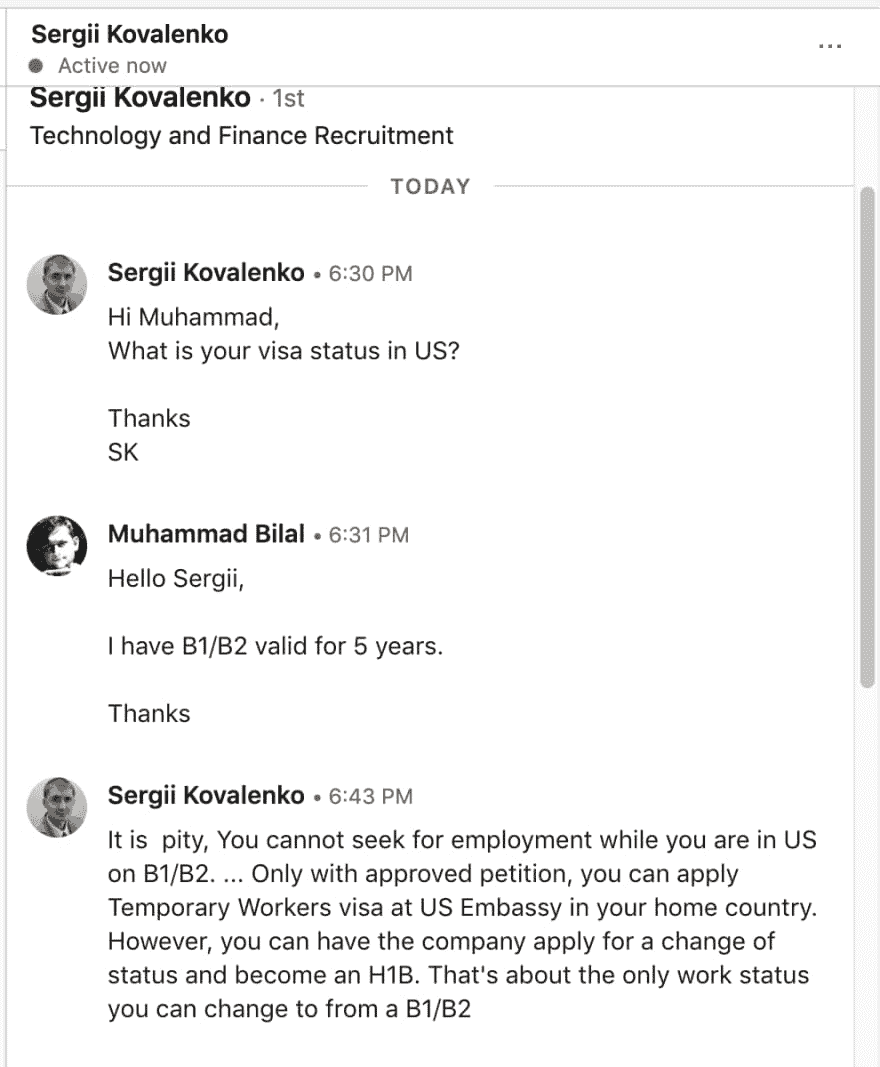 Sergii Kovalenko
...
Active now
Sergii Kovalenko · 1st
Technology and Finance Recruitment
TODAY
Sergii Kovalenko • 6:30 PM
Hi Muhammad,
What is your visa status in US?
Thanks
SK
Muhammad Bilal • 6:31 PM
Hello Sergii,
I have B1/B2 valid for 5 years.
Thanks
Sergii Kovalenko • 6:43 PM
It is  pity, You cannot seek for employment while you are in US
on B1/B2. ... Only with approved petition, you can apply
Temporary Workers visa at US Embassy in your home country.
However, you can have the company apply for a change of
status and become an H1B. That's about the only work status
you can change to from a B1/B2